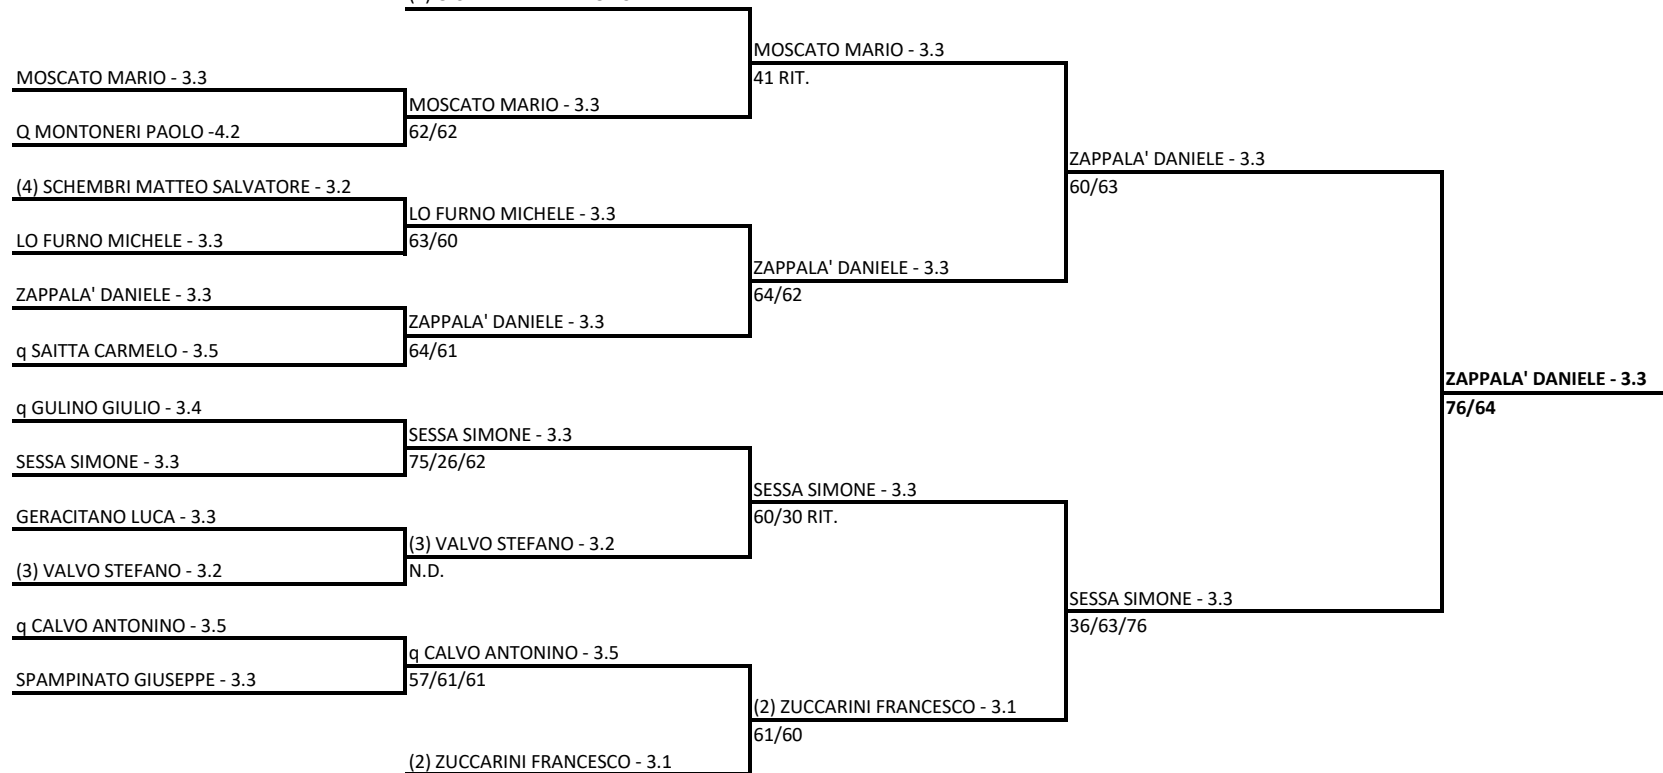 MOSCATO MARIO - 3.3
MOSCATO MARIO - 3.3
41 RIT.
MOSCATO MARIO - 3.3
Q MONTONERI PAOLO -4.2
62/62
ZAPPALA' DANIELE - 3.3
(4) SCHEMBRI MATTEO SALVATORE - 3.2
60/63
LO FURNO MICHELE - 3.3
LO FURNO MICHELE - 3.3
63/60
ZAPPALA' DANIELE - 3.3
ZAPPALA' DANIELE - 3.3
64/62
ZAPPALA' DANIELE - 3.3
q SAITTA CARMELO - 3.5
64/61
ZAPPALA' DANIELE - 3.3
q GULINO GIULIO - 3.4
76/64
SESSA SIMONE - 3.3
SESSA SIMONE - 3.3
75/26/62
SESSA SIMONE - 3.3
GERACITANO LUCA - 3.3
60/30 RIT.
(3) VALVO STEFANO - 3.2
(3) VALVO STEFANO - 3.2
N.D.
SESSA SIMONE - 3.3
q CALVO ANTONINO - 3.5
36/63/76
q CALVO ANTONINO - 3.5
SPAMPINATO GIUSEPPE - 3.3
57/61/61
(2) ZUCCARINI FRANCESCO - 3.1
61/60
(2) ZUCCARINI FRANCESCO - 3.1